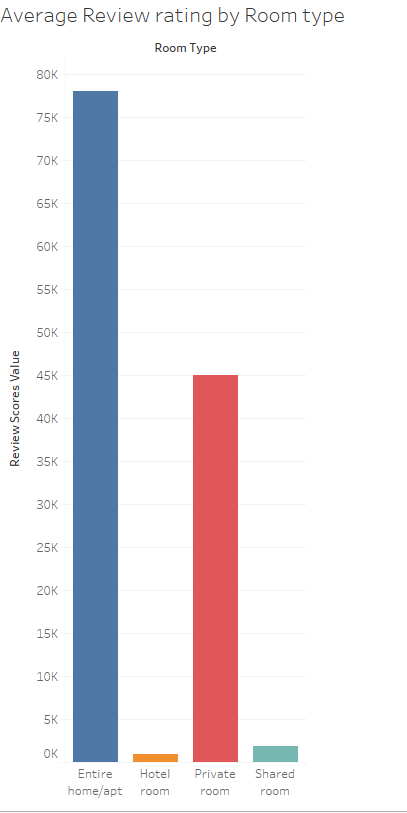 Average Review rating by Room type
Room Type
80K
75K
70K
65K
60K
55K
50K
45K
40K
35K
30K
25K
20K
15K
10K
5K
0K
Review Scores Value
Entire
home/apt
Hotel
room
Private
room
Shared
room